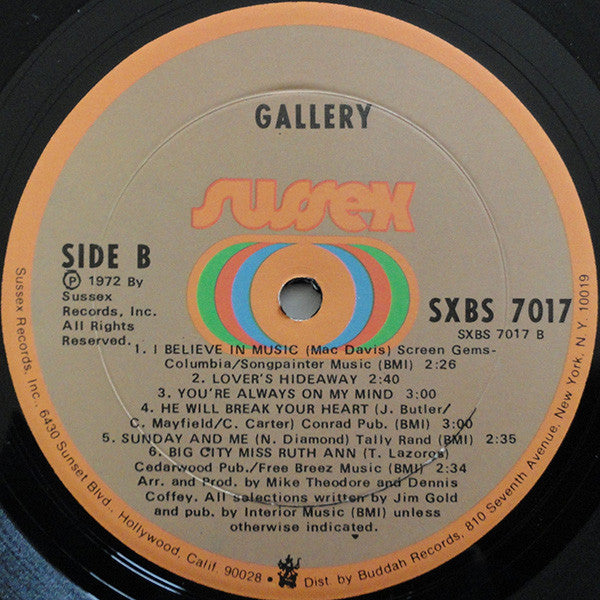 GALLERY
sussex
SIDE B
Ⓟ 1972 By
Sussex
Records, Inc.
All Rights
Reserved.
SXBS 7017
SXBS 7017 B
1. I BELIEVE IN MUSIC (Mac Davis) Screen Gems-
Columbia/Songpainter Music (BMI) 2:26
2. LOVER'S HIDEAWAY 2:40
3. YOU'RE ALWAYS ON MY MIND 3:00
4. HE WILL BREAK YOUR HEART (J. Butler/
C. Mayfield/C. Carter) Conrad Pub. (BMI) 3:00
5. SUNDAY AND ME (N. Diamond) Tally Rand (BMI) 2:35
6. BIG CITY MISS RUTH ANN (T. Lazoros)
Cedarwood Pub./Free Breez Music (BMI) 2:34
Arr. and Prod. by Mike Theodore and Dennis
Coffey. All selections written by Jim Gold
and pub. by Interior Music (BMI) unless
otherwise indicated.
Sussex Records, Inc., 6430 Sunset Blvd., Hollywood, Calif. 90028 • Dist. by Buddah Records, 810 Seventh Avenue, New York, N.Y. 10019